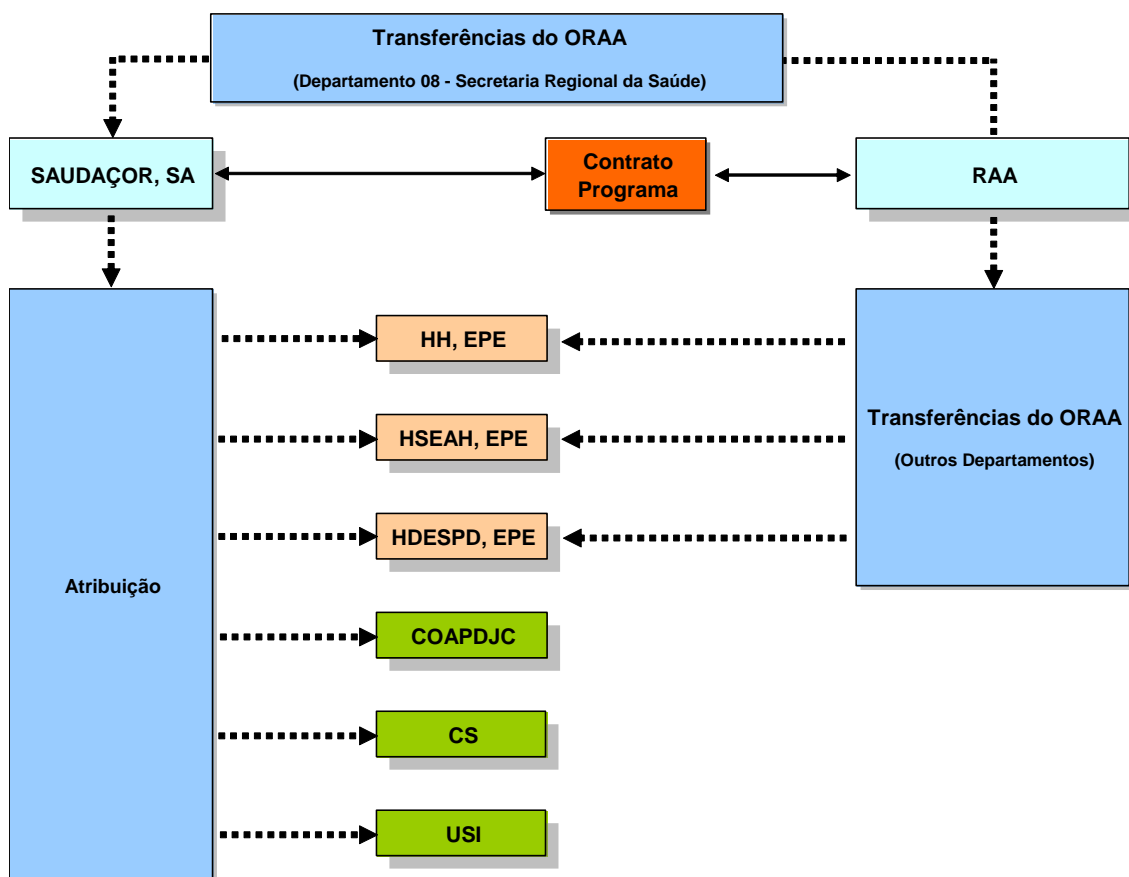 Transferências do ORAA
(Departamento 08 - Secretaria Regional da Saúde)
SAUDAÇOR, SA
Contrato
Programa
RAA
HH, EPE
HSEAH, EPE
Transferências do ORAA
(Outros Departamentos)
HDESPD, EPE
Atribuição
COAPDJC
CS
USI